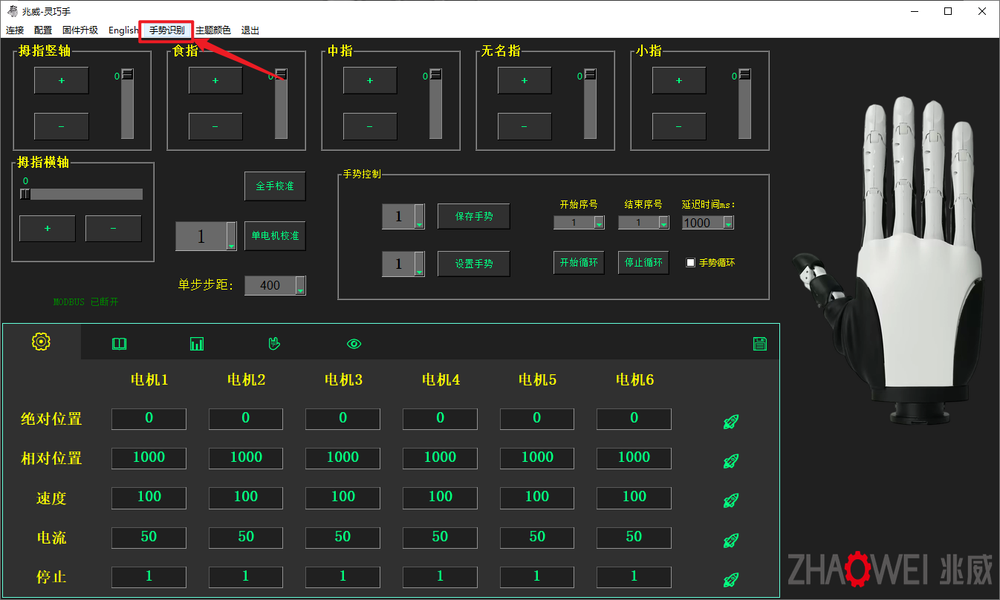 兆威-灵巧手
连接 配置 固件升级 English 手势识别 主题颜色 退出
拇指竖轴 食指 中指 无名指 小指
+ 0 + 0 + 0 + 0 + 0
- - - - -
拇指横轴
0
+ -
全手校准
1 单电机校准
单步步距: 400
MODBUS 已断开
手势控制
1 保存手势
1 设置手势
开始序号 结束序号 延迟时间ms:
1 1 1000
开始循环 停止循环 手势循环
电机1 电机2 电机3 电机4 电机5 电机6
绝对位置 0 0 0 0 0 0
相对位置 1000 1000 1000 1000 1000 1000
速度 100 100 100 100 100 100
电流 50 50 50 50 50 50
停止 1 1 1 1 1 1
ZHAOWEI 兆威